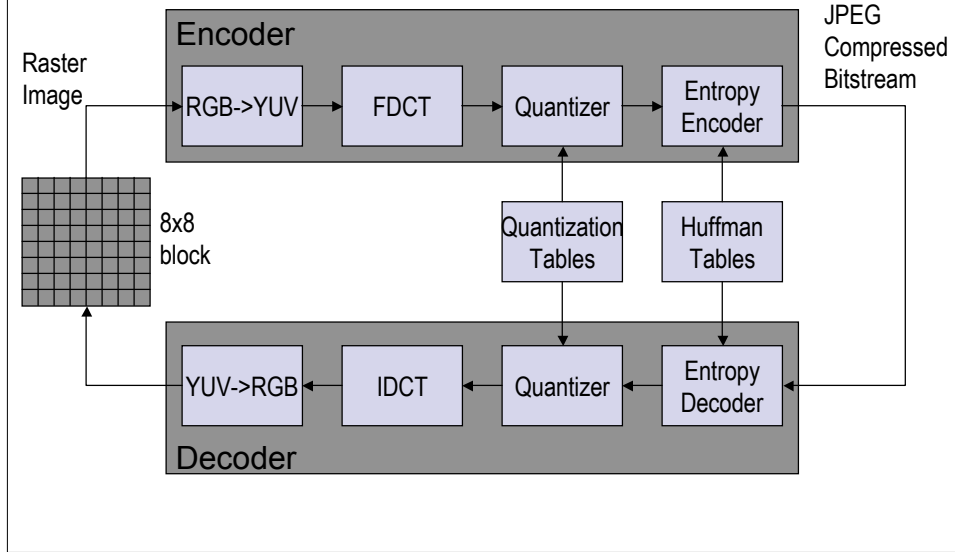 Encoder
JPEG
Compressed
Bitstream
Raster
Image
RGB->YUV
FDCT
Quantizer
Entropy
Encoder
8x8
block
Quantization
Tables
Huffman
Tables
YUV->RGB
IDCT
Quantizer
Entropy
Decoder
Decoder